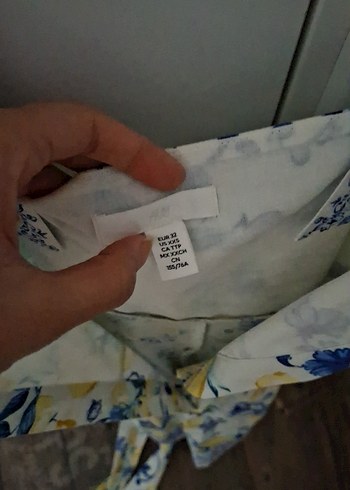 EUR 32
US XXS
CA TTP
MX XXCH
CN
155/76A